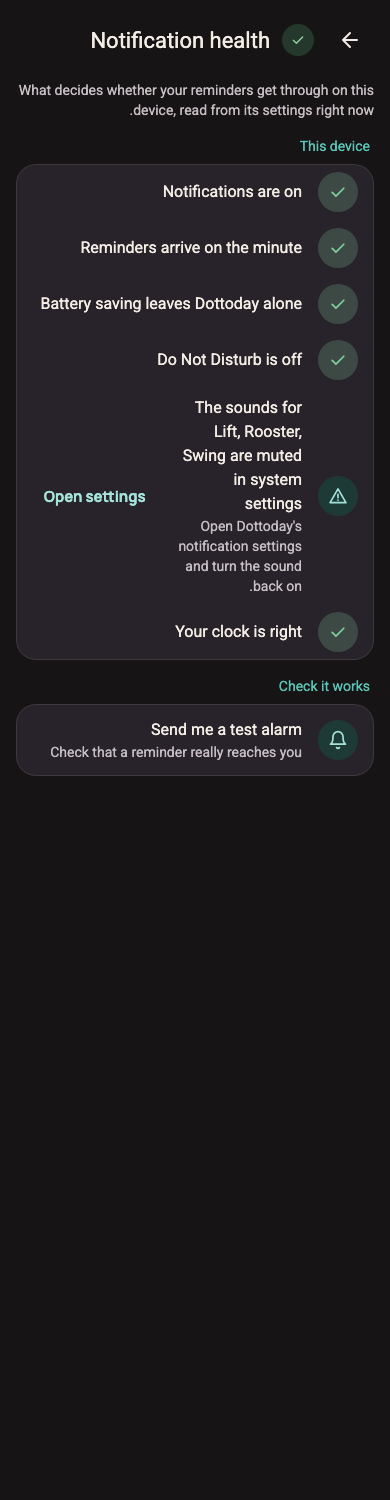 Notification health
What decides whether your reminders get through on this
.device, read from its settings right now
This device
Notifications are on
Reminders arrive on the minute
Battery saving leaves Dottoday alone
Do Not Disturb is off
The sounds for
Lift, Rooster,
Swing are muted
in system
settings
Open Dottoday's
notification settings
and turn the sound
.back on
Open settings
Your clock is right
Check it works
Send me a test alarm
Check that a reminder really reaches you